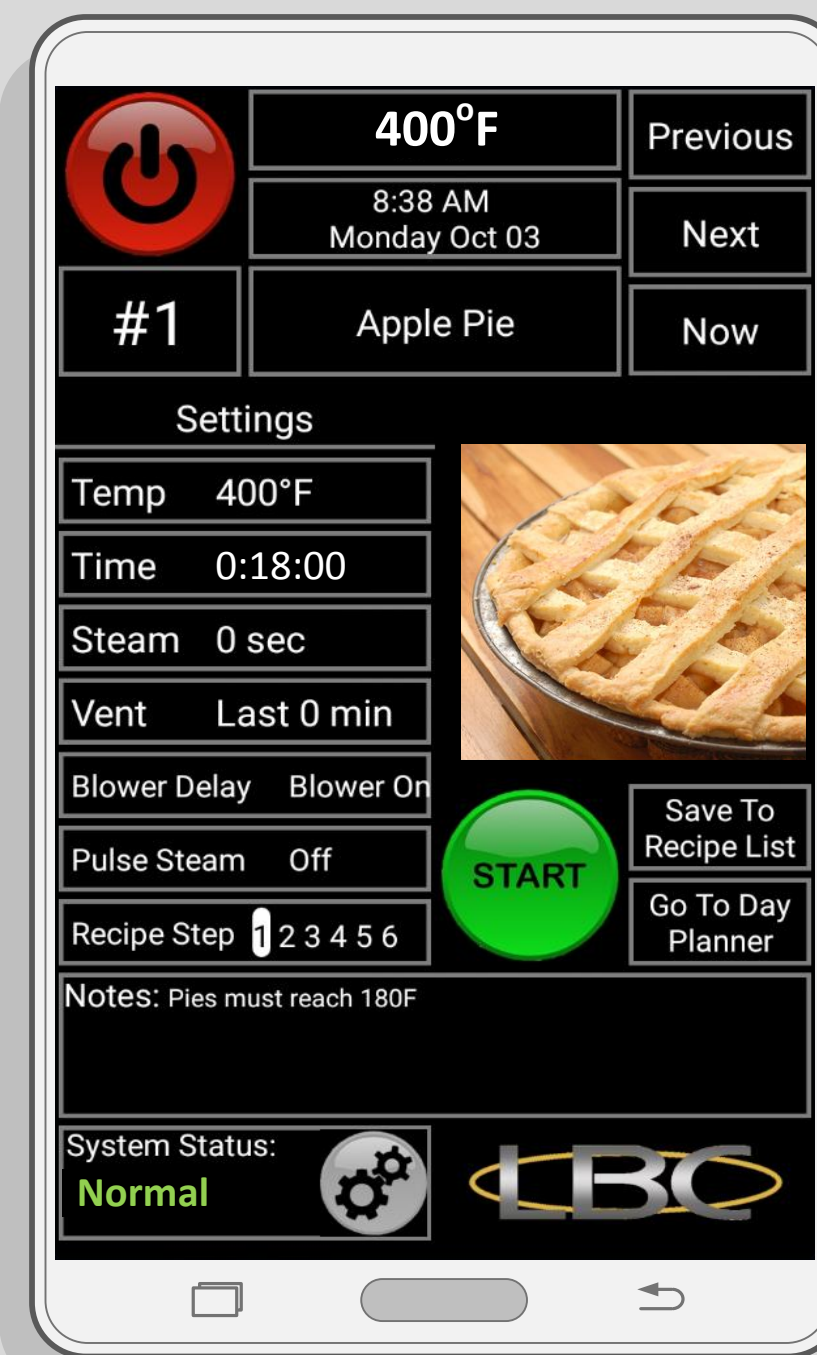 400°F
Previous
8:38 AM
Monday Oct 03
Next
#1
Apple Pie
Now
Settings
Temp 400°F
Time 0:18:00
Steam 0 sec
Vent Last 0 min
Blower Delay Blower On
Pulse Steam Off
Recipe Step 1 2 3 4 5 6
START
Save To
Recipe List
Go To Day
Planner
Notes: Pies must reach 180F
System Status:
Normal
LBC